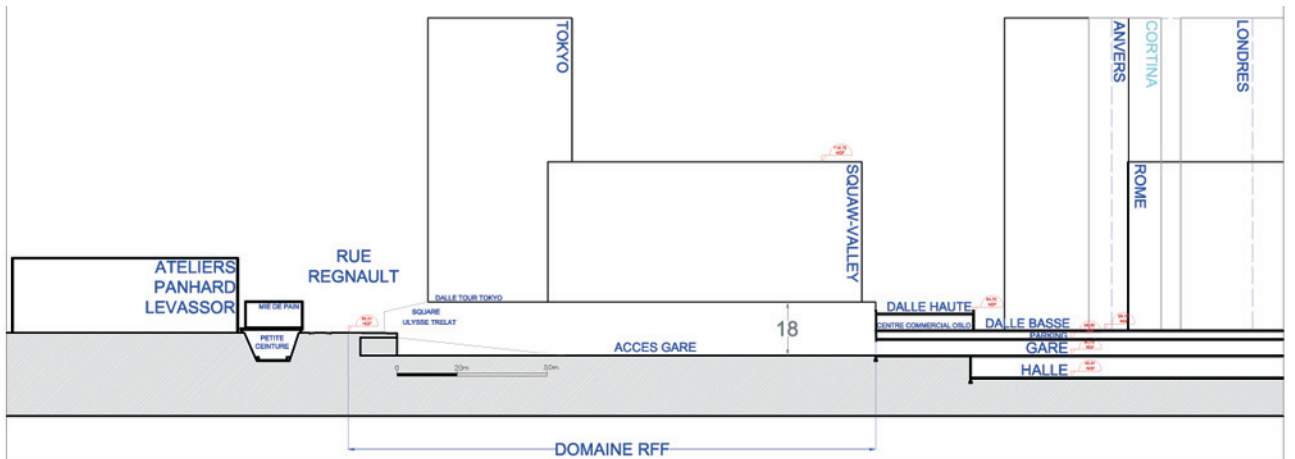 TOKYO
ANVERS
CORTINA
LONDRES
SQUAW-VALLEY
ROME
ATELIERS
PANHARD
LEVASSOR
MIE DE PAIN
PETITE
CEINTURE
RUE
REGNAULT
DALLE TOUR TOKYO
SQUARE
ULYSSE TRELAT
18
DALLE HAUTE
CENTRE COMMERCIAL OSLO
DALLE BASSE
PARKING
ACCES GARE
GARE
HALLE
0
20m
50m
DOMAINE RFF